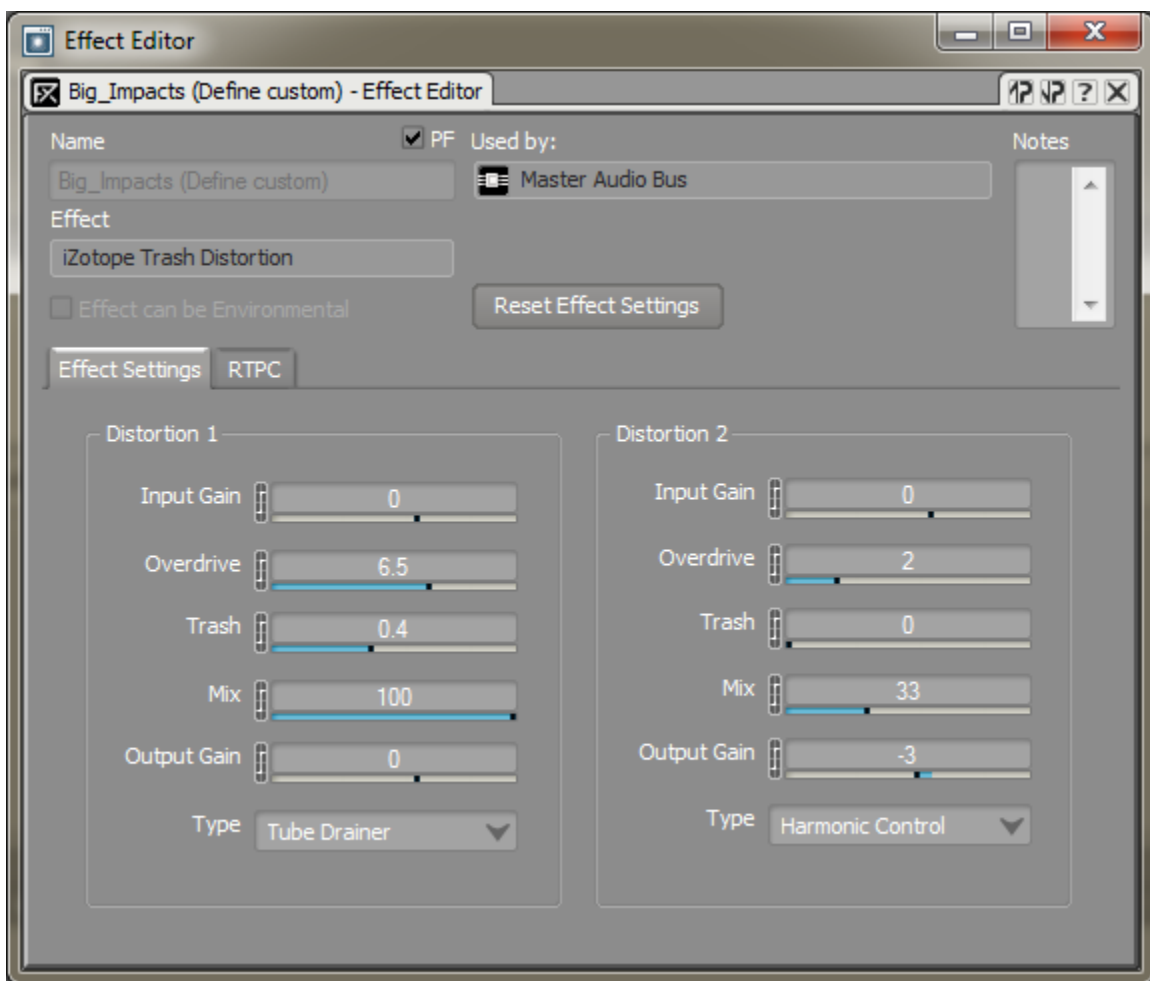 Effect Editor
Big_Impacts (Define custom) - Effect Editor
Name
PF
Used by:
Notes
Big_Impacts (Define custom)
Master Audio Bus
Effect
iZotope Trash Distortion
Effect can be Environmental
Reset Effect Settings
Effect Settings
RTPC
Distortion 1
Input Gain 0
Overdrive 6.5
Trash 0.4
Mix 100
Output Gain 0
Type Tube Drainer
Distortion 2
Input Gain 0
Overdrive 2
Trash 0
Mix 33
Output Gain -3
Type Harmonic Control